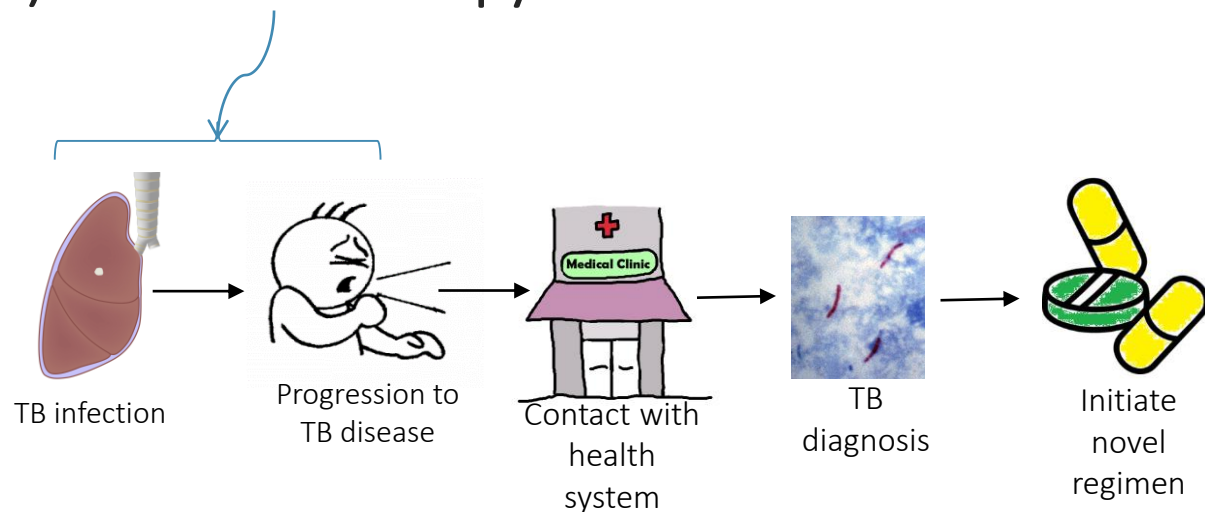 TB infection
Progression to
TB disease
Medical Clinic
Contact with
health
system
TB
diagnosis
Initiate
novel
regimen